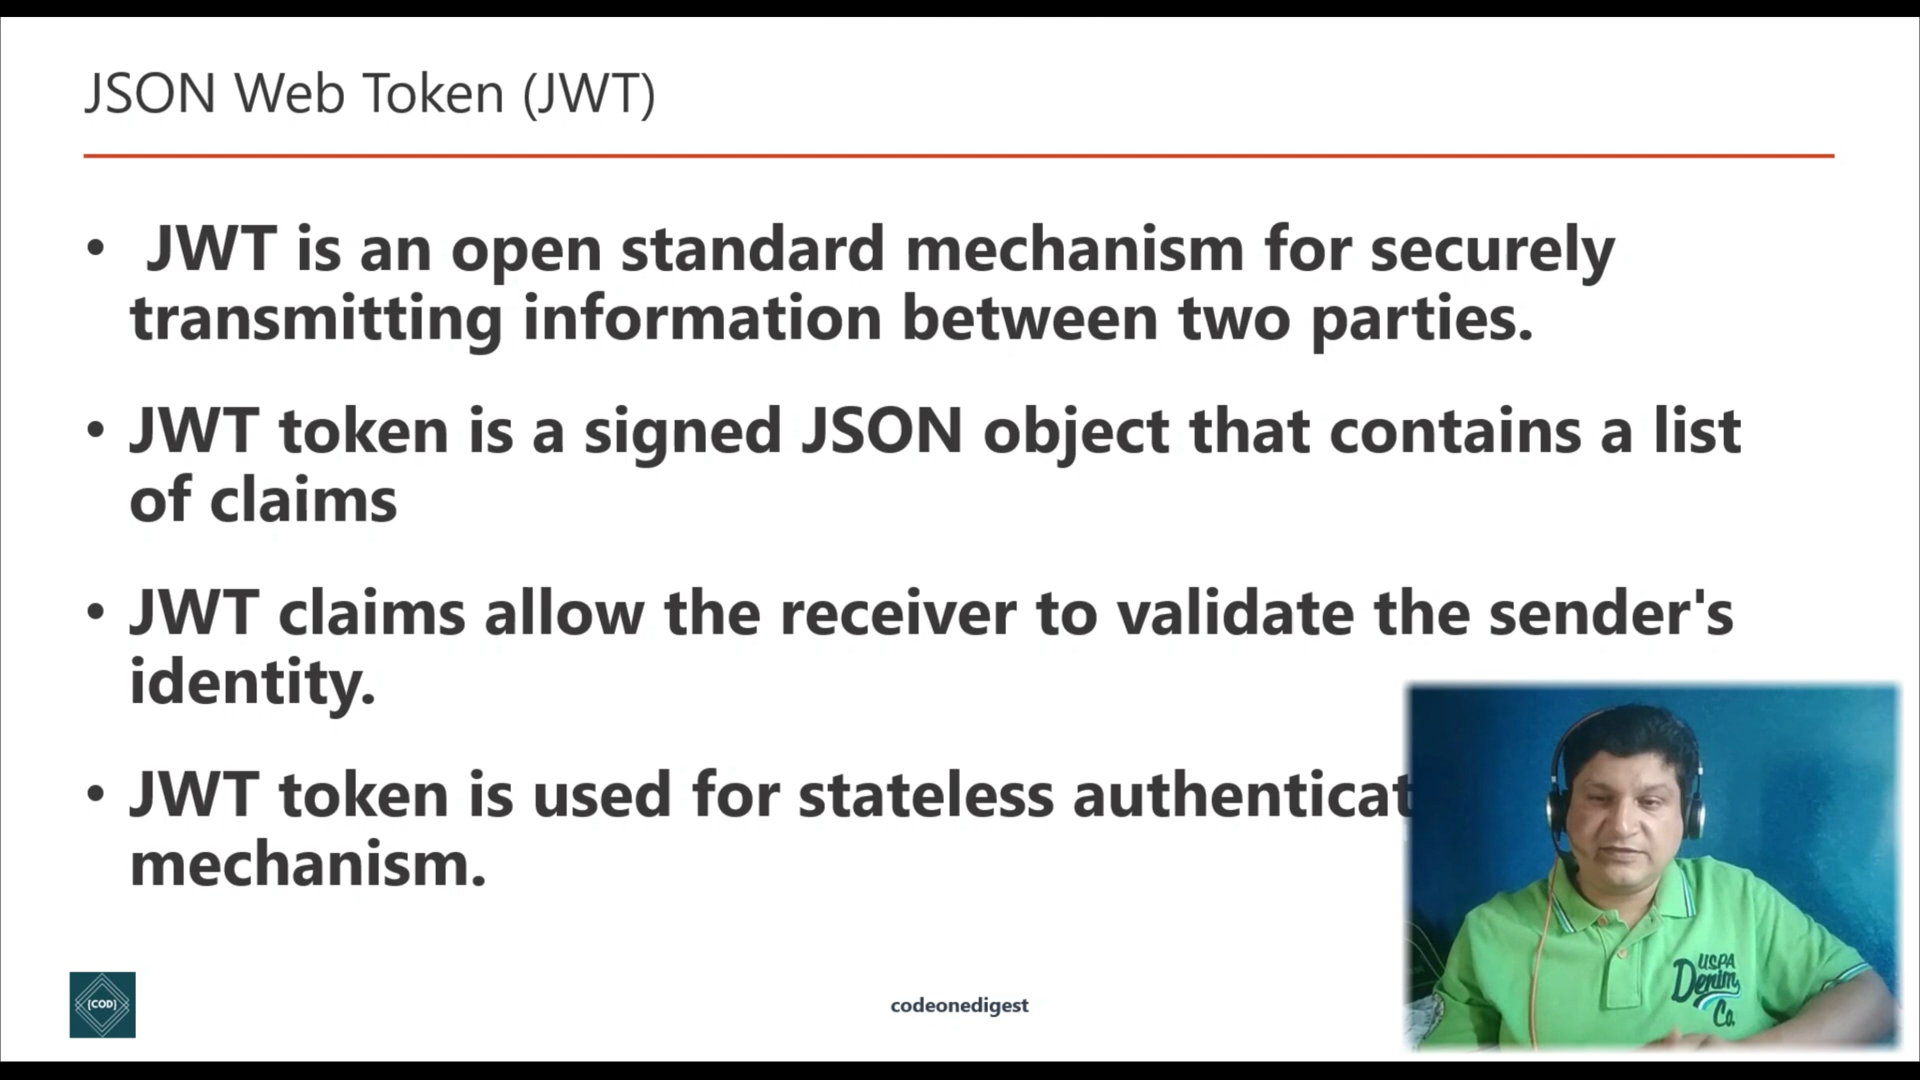 JSON Web Token (JWT)
• JWT is an open standard mechanism for securely
transmitting information between two parties.
• JWT token is a signed JSON object that contains a list
of claims
• JWT claims allow the receiver to validate the sender's
identity.
• JWT token is used for stateless authenticat
mechanism.
{COD}
codeonedigest
USPA
Denim
Co.